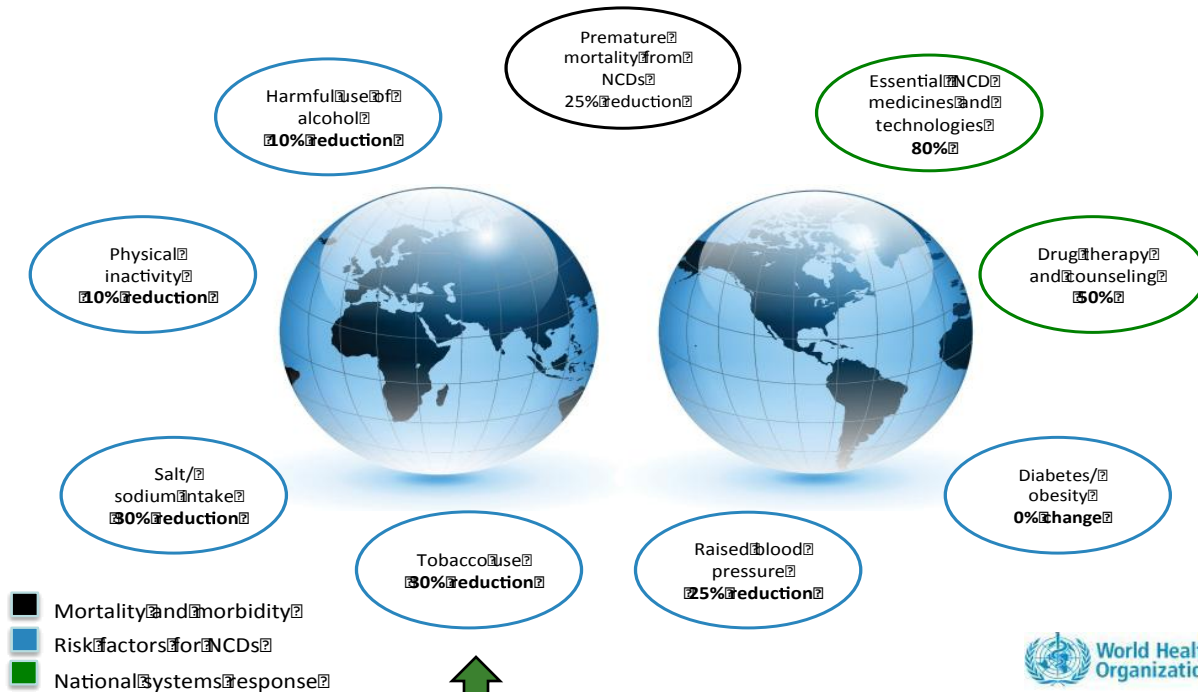 Premature
mortality from
NCDs
25% reduction
Harmful use of
alcohol
10% reduction
Essential NCD
medicines and
technologies
80%
Physical
inactivity
10% reduction
Drug therapy
and counseling
50%
Salt/
sodium intake
30% reduction
Diabetes/
obesity
0% change
Tobacco use
30% reduction
Raised blood
pressure
25% reduction
Mortality and morbidity
Risk factors for NCDs
National systems response
World Heal
Organizatio